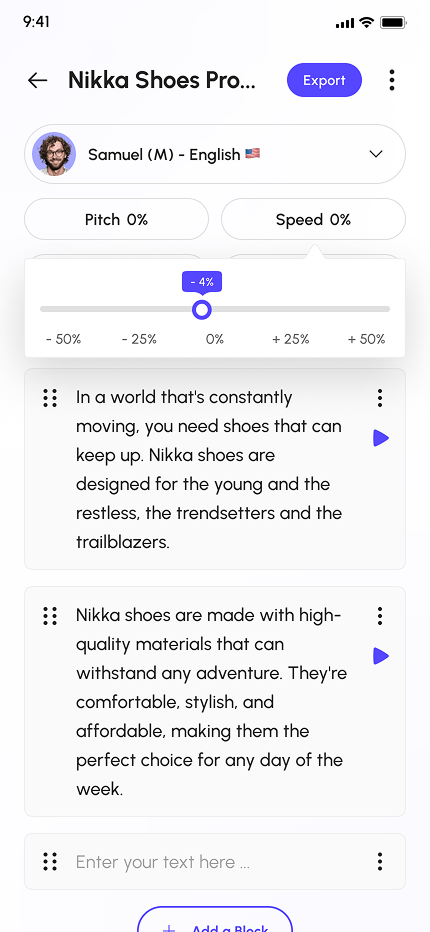 9:41
Nikka Shoes Pro...
Export
Samuel (M) - English 🇺🇸
Pitch 0%
Speed 0%
- 4%
- 50%
- 25%
0%
+ 25%
+ 50%
In a world that's constantly
moving, you need shoes that can
keep up. Nikka shoes are
designed for the young and the
restless, the trendsetters and the
trailblazers.
Nikka shoes are made with high-
quality materials that can
withstand any adventure. They're
comfortable, stylish, and
affordable, making them the
perfect choice for any day of the
week.
Enter your text here ...
+ Add a Block